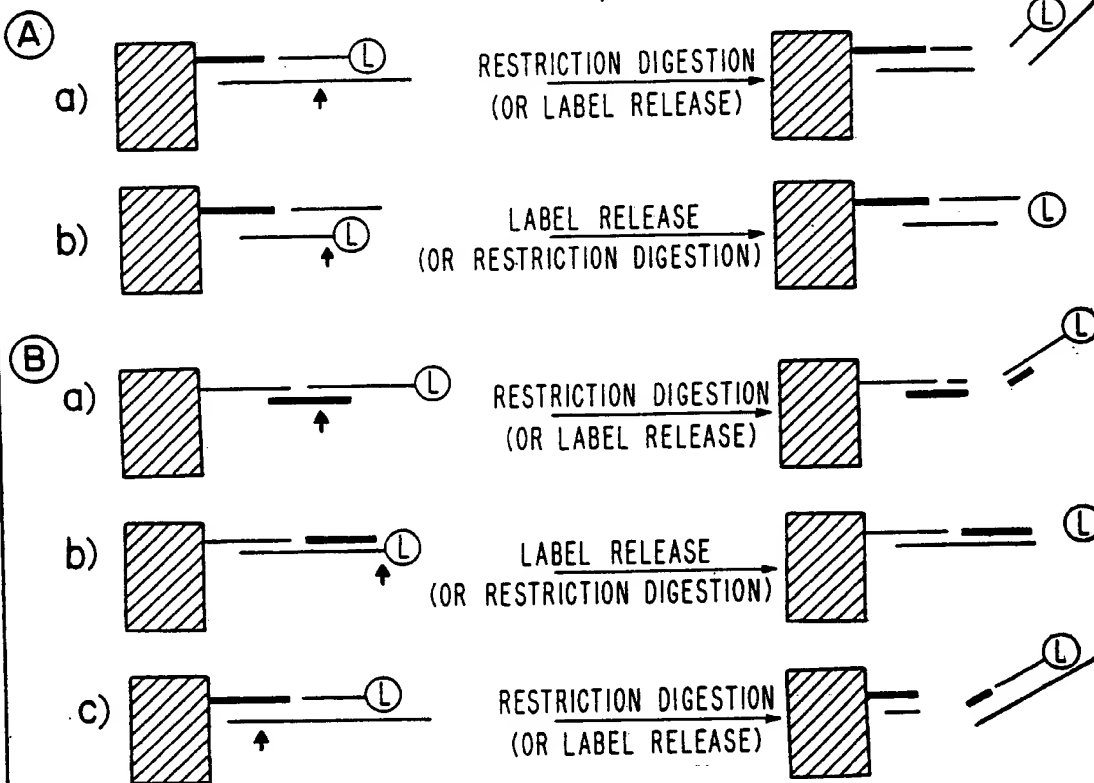 A
a)
L
RESTRICTION DIGESTION
(OR LABEL RELEASE)
L
b)
L
LABEL RELEASE
(OR RESTRICTION DIGESTION)
L
B
a)
L
RESTRICTION DIGESTION
(OR LABEL RELEASE)
L
b)
L
LABEL RELEASE
(OR RESTRICTION DIGESTION)
L
c)
L
RESTRICTION DIGESTION
(OR LABEL RELEASE)
L